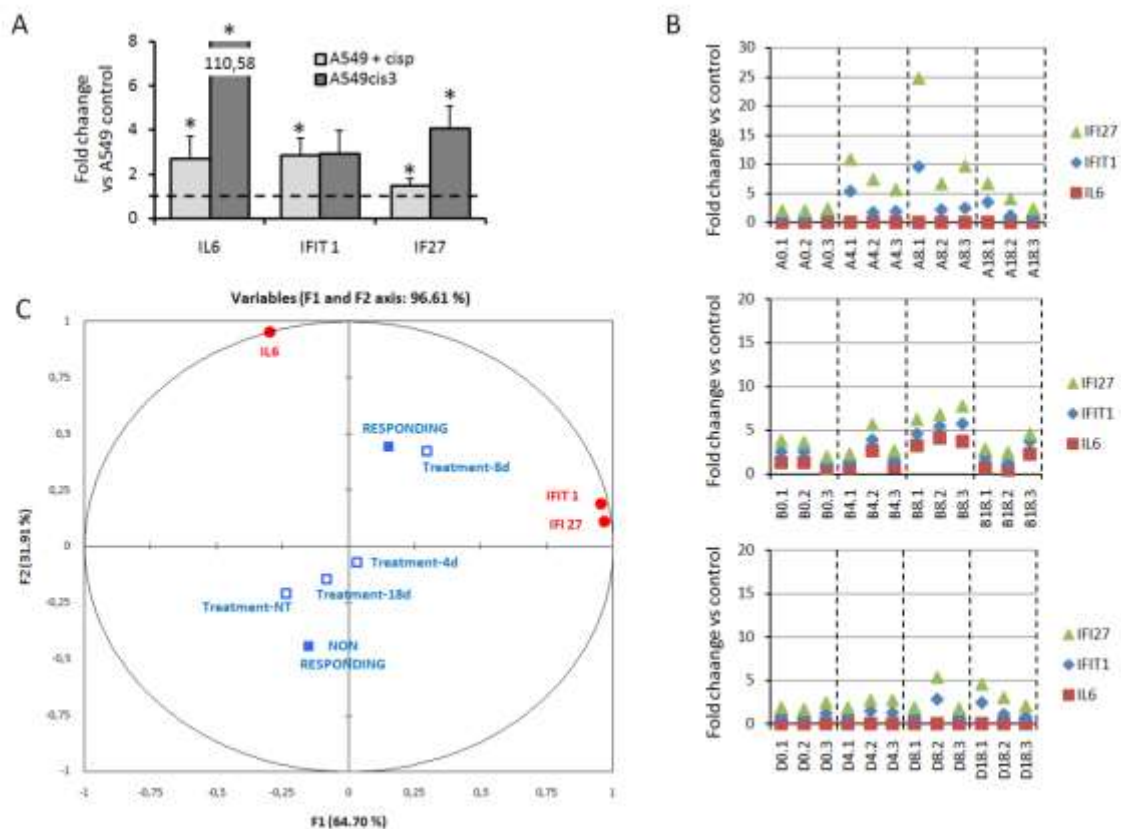 A
Fold chaange
vs A549 control
8
6
4
2
0
*
110,58
*
*
*
*
A549 + cisp
A549cis3
IL6
IFIT 1
IF27
B
Fold chaange vs control
30
25
20
15
10
5
0
IFI27
IFIT1
IL6
A0.1
A0.2
A0.3
A4.1
A4.2
A4.3
A8.1
A8.2
A8.3
A18.1
A18.2
A18.3
Fold chaange vs control
20
15
10
5
0
IFI27
IFIT1
IL6
B0.1
B0.2
B0.3
B4.1
B4.2
B4.3
B8.1
B8.2
B8.3
B18.1
B18.2
B18.3
Fold chaange vs control
20
15
10
5
0
IFI27
IFIT1
IL6
D0.1
D0.2
D0.3
D4.1
D4.2
D4.3
D8.1
D8.2
D8.3
D18.1
D18.2
D18.3
C
Variables (F1 and F2 axis: 96.61 %)
F2 (31.91 %)
1
0,75
0,5
0,25
0
-0,25
-0,5
-0,75
-1
IL6
RESPONDING
Treatment-8d
IFIT 1
IFI 27
Treatment-4d
Treatment-18d
Treatment-NT
NON
RESPONDING
-1
-0,75
-0,5
-0,25
0
0,25
0,5
0,75
1
F1 (64.70 %)